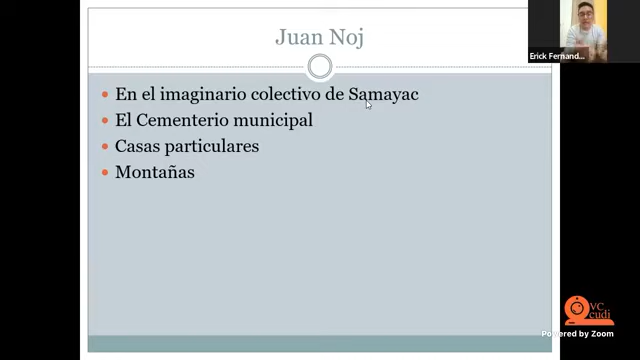 Juan Noj
Erick Fernand...
En el imaginario colectivo de Samayac
El Cementerio municipal
Casas particulares
Montañas
VC
cudi
Powered by Zoom